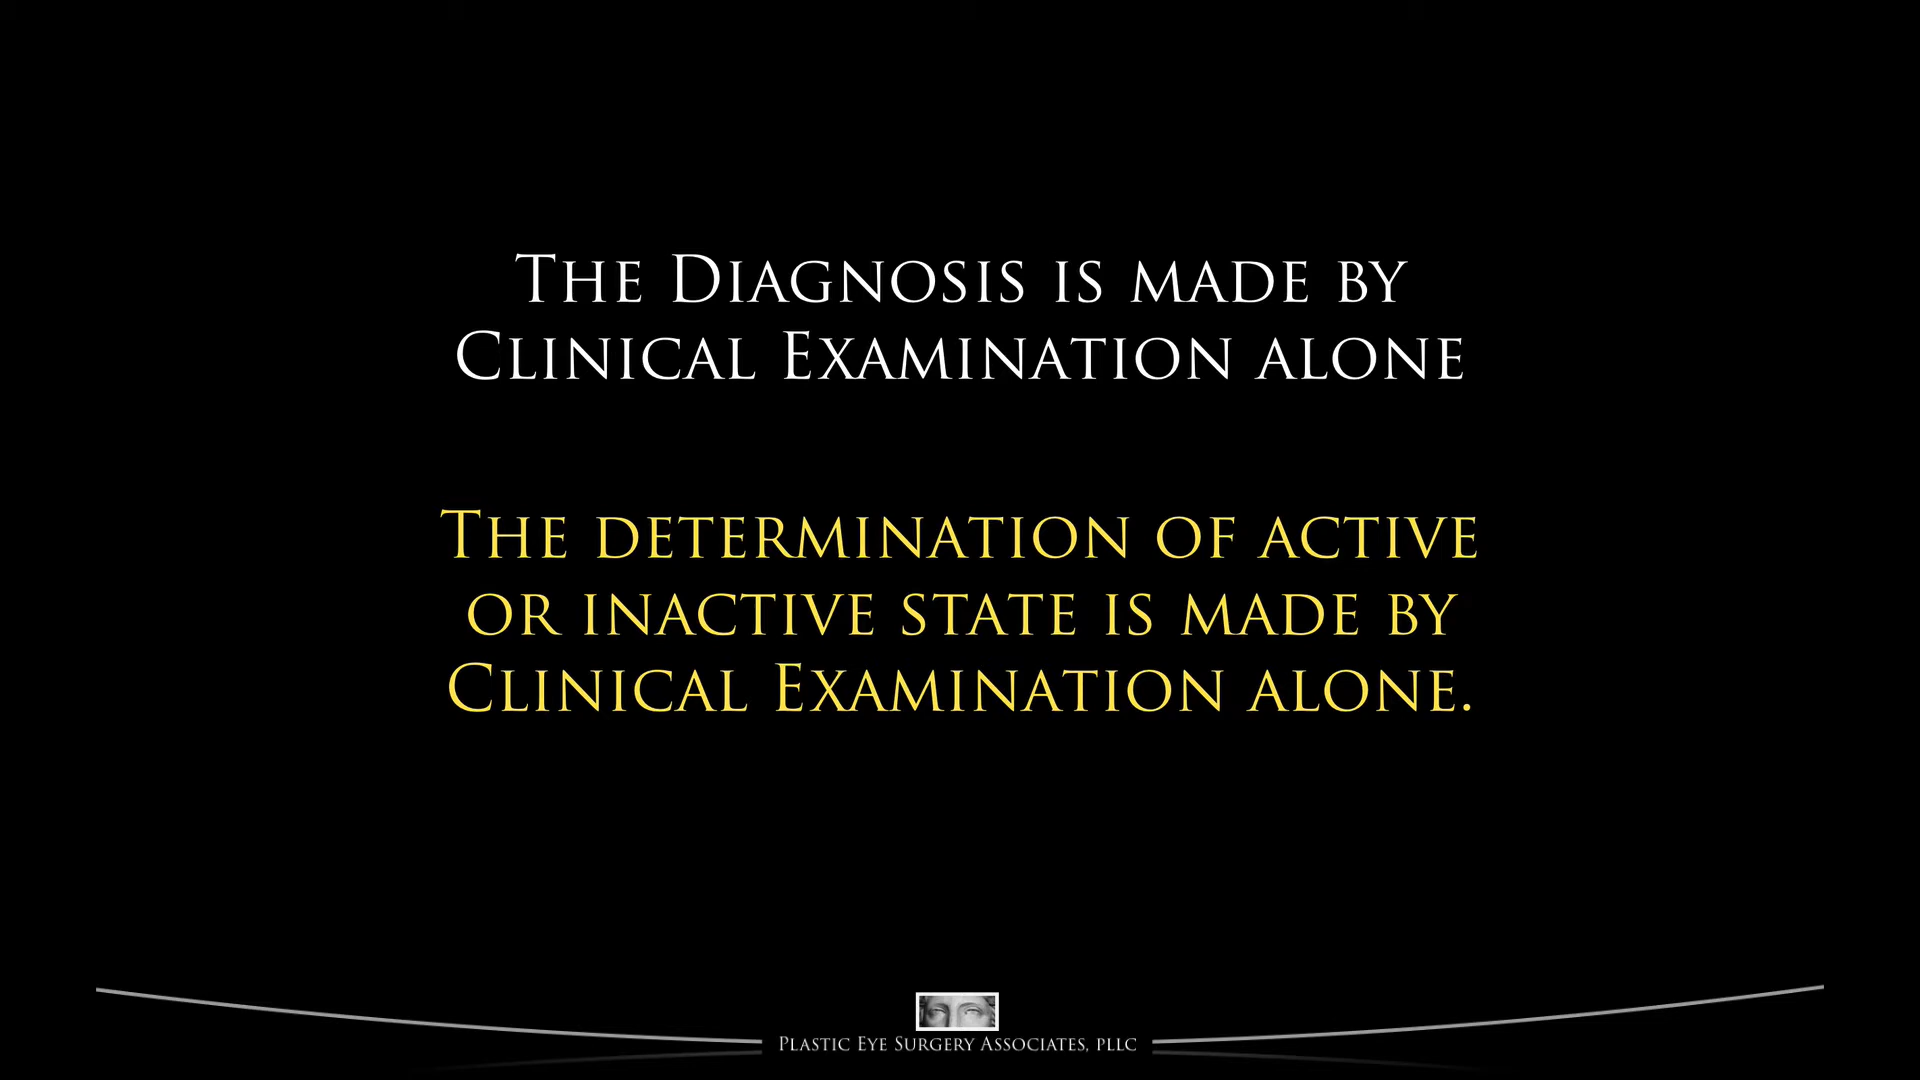 The Diagnosis is made by
Clinical Examination alone
The determination of active
or inactive state is made by
Clinical Examination alone.
Plastic Eye Surgery Associates, pllc